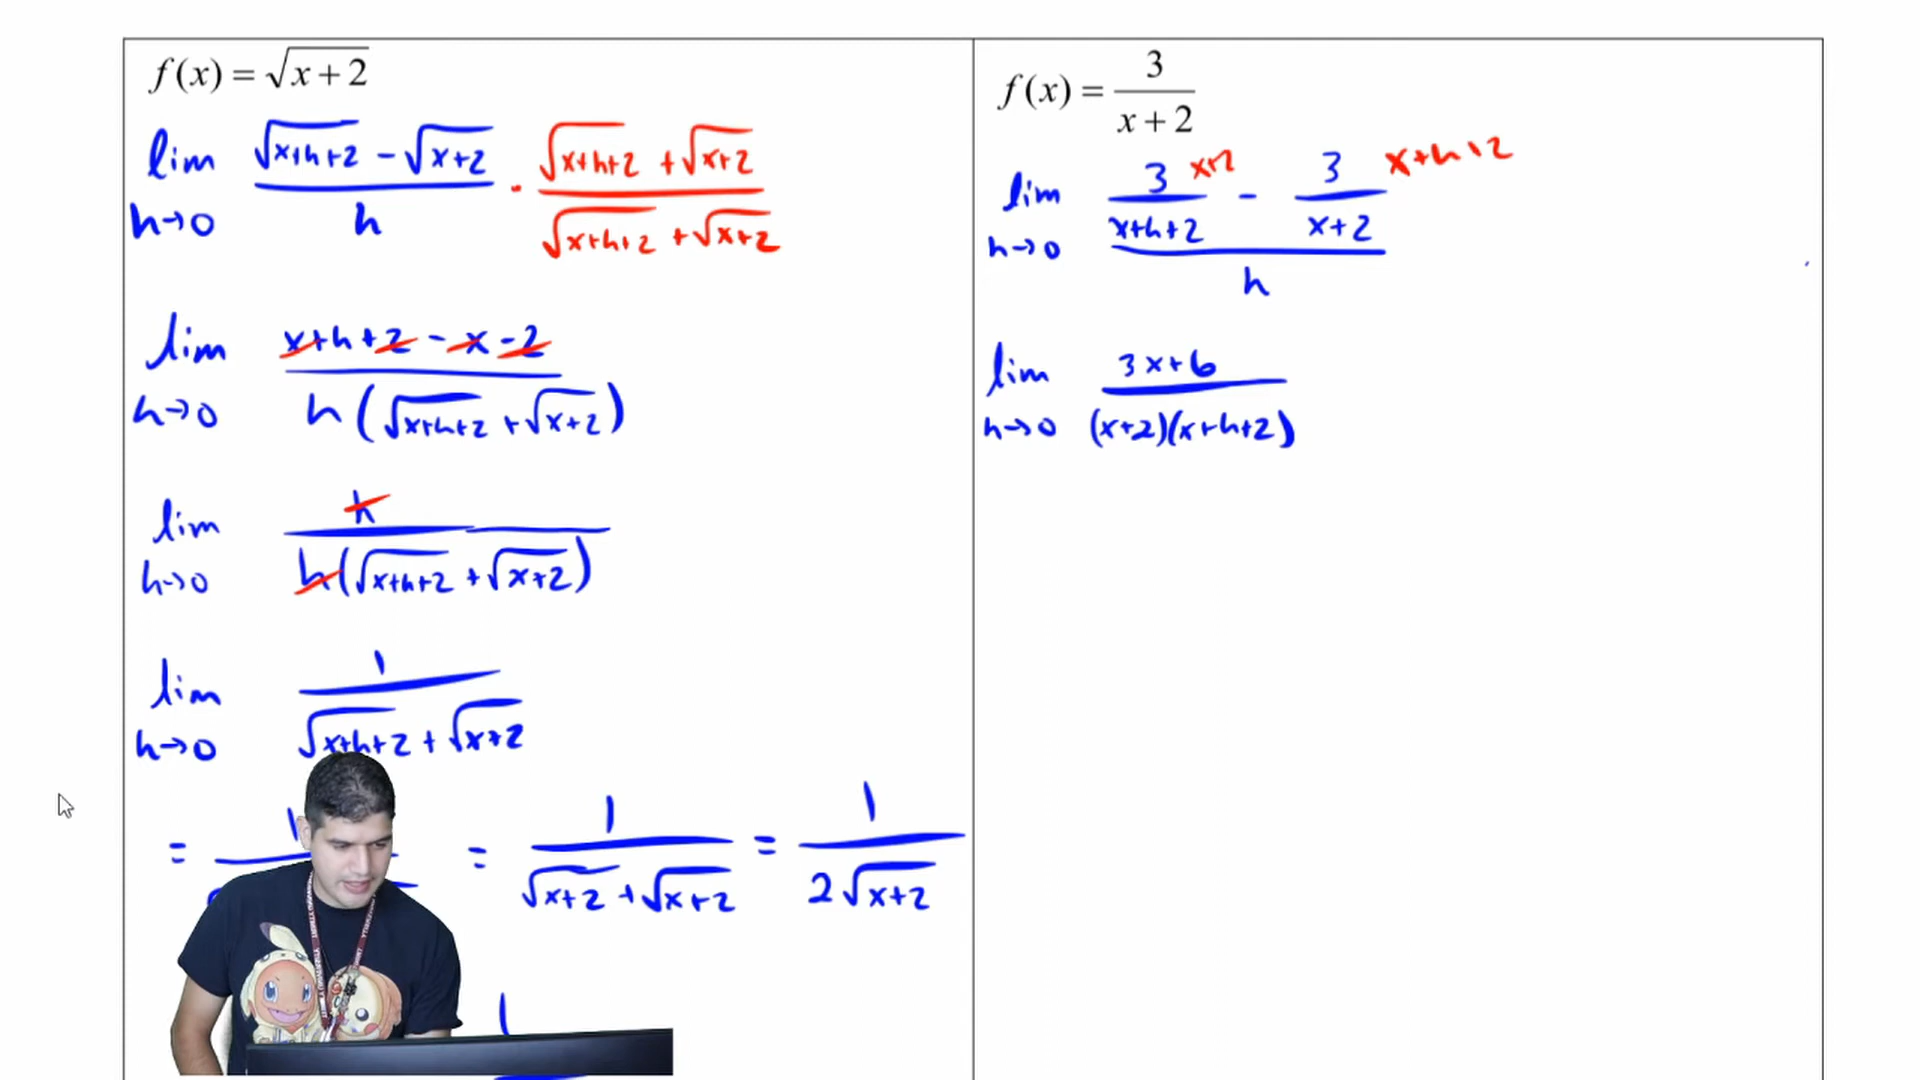 f(x) = √(x + 2)
lim h→0 (√(x+h+2) - √(x+2)) / h · (√(x+h+2) + √(x+2)) / (√(x+h+2) + √(x+2))
lim h→0 (x+h+2 - x - 2) / (h(√(x+h+2) + √(x+2)))
lim h→0 h / (h(√(x+h+2) + √(x+2)))
lim h→0 1 / (√(x+h+2) + √(x+2))
= 1 = 1 / (√(x+2) + √(x+2)) = 1 / (2√(x+2))
1
f(x) = 3 / (x + 2)
lim h→0 (3 x+2 / (x+h+2) - 3 x+h+2 / (x+2)) / h
lim h→0 (3x+6) / ((x+2)(x+h+2))